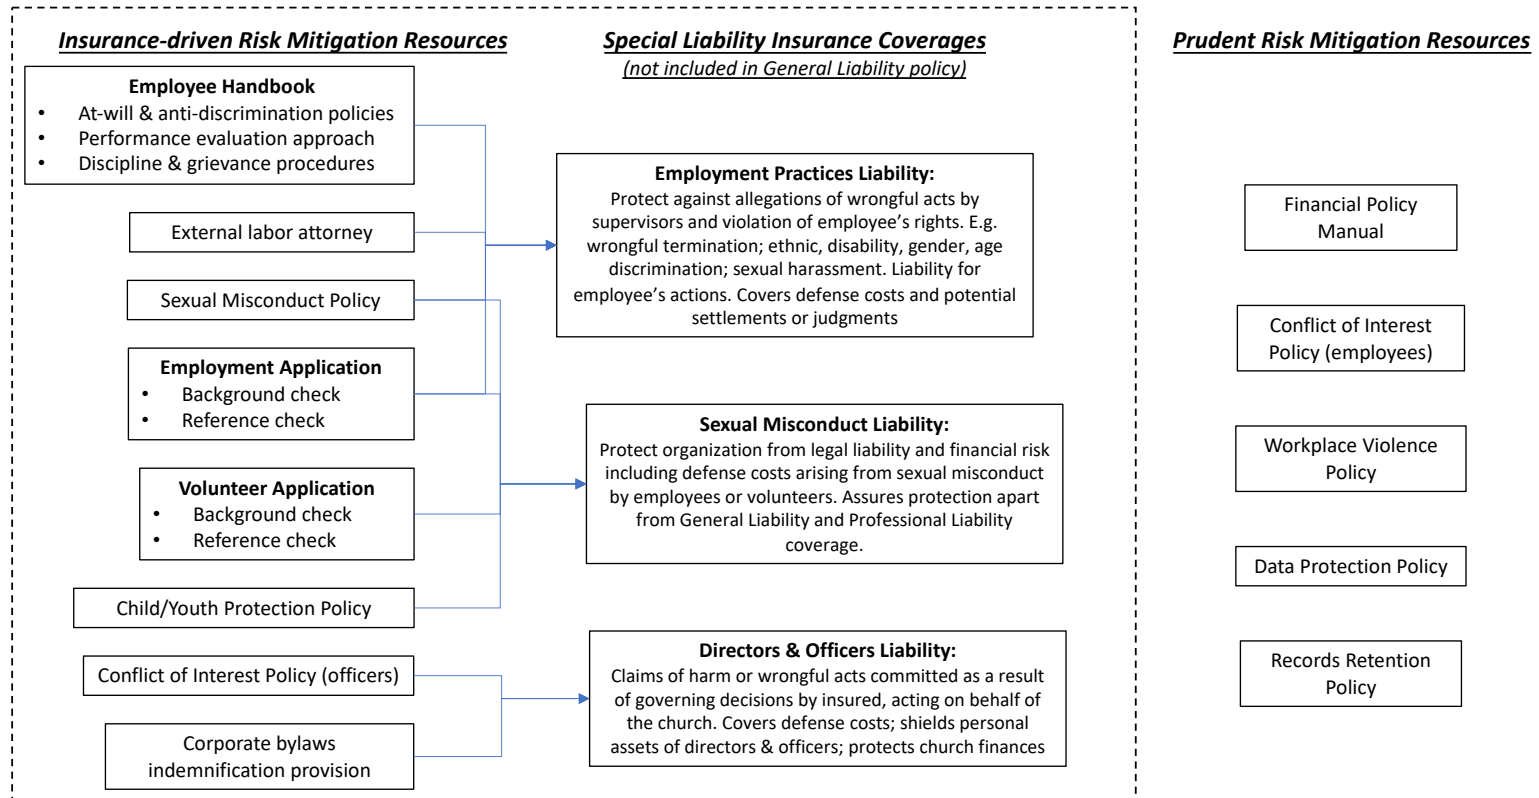 Insurance-driven Risk Mitigation Resources
Employee Handbook
• At-will & anti-discrimination policies
• Performance evaluation approach
• Discipline & grievance procedures
External labor attorney
Sexual Misconduct Policy
Employment Application
• Background check
• Reference check
Volunteer Application
• Background check
• Reference check
Child/Youth Protection Policy
Conflict of Interest Policy (officers)
Corporate bylaws
indemnification provision
Special Liability Insurance Coverages
(not included in General Liability policy)
Employment Practices Liability:
Protect against allegations of wrongful acts by
supervisors and violation of employee’s rights. E.g.
wrongful termination; ethnic, disability, gender, age
discrimination; sexual harassment. Liability for
employee’s actions. Covers defense costs and potential
settlements or judgments
Sexual Misconduct Liability:
Protect organization from legal liability and financial risk
including defense costs arising from sexual misconduct
by employees or volunteers. Assures protection apart
from General Liability and Professional Liability
coverage.
Directors & Officers Liability:
Claims of harm or wrongful acts committed as a result
of governing decisions by insured, acting on behalf of
the church. Covers defense costs; shields personal
assets of directors & officers; protects church finances
Prudent Risk Mitigation Resources
Financial Policy
Manual
Conflict of Interest
Policy (employees)
Workplace Violence
Policy
Data Protection Policy
Records Retention
Policy